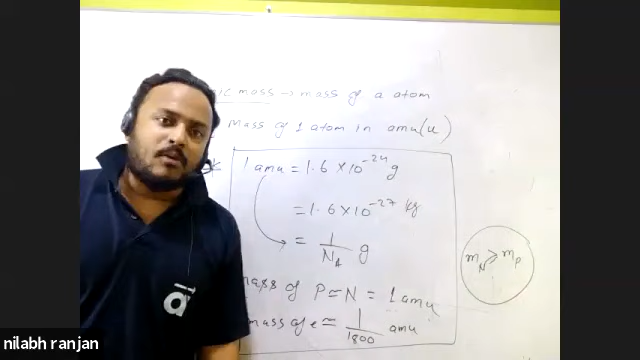 mass → mass of a atom
mass of 1 atom in amu (u)
* 1 amu = 1.6 × 10⁻²⁴ g
= 1.6 × 10⁻²⁷ kg
= 1/N_A g
mass of P ≃ N = 1 amu
mass of e ≃ 1/1800 amu
m_N > m_P
nilabh ranjan